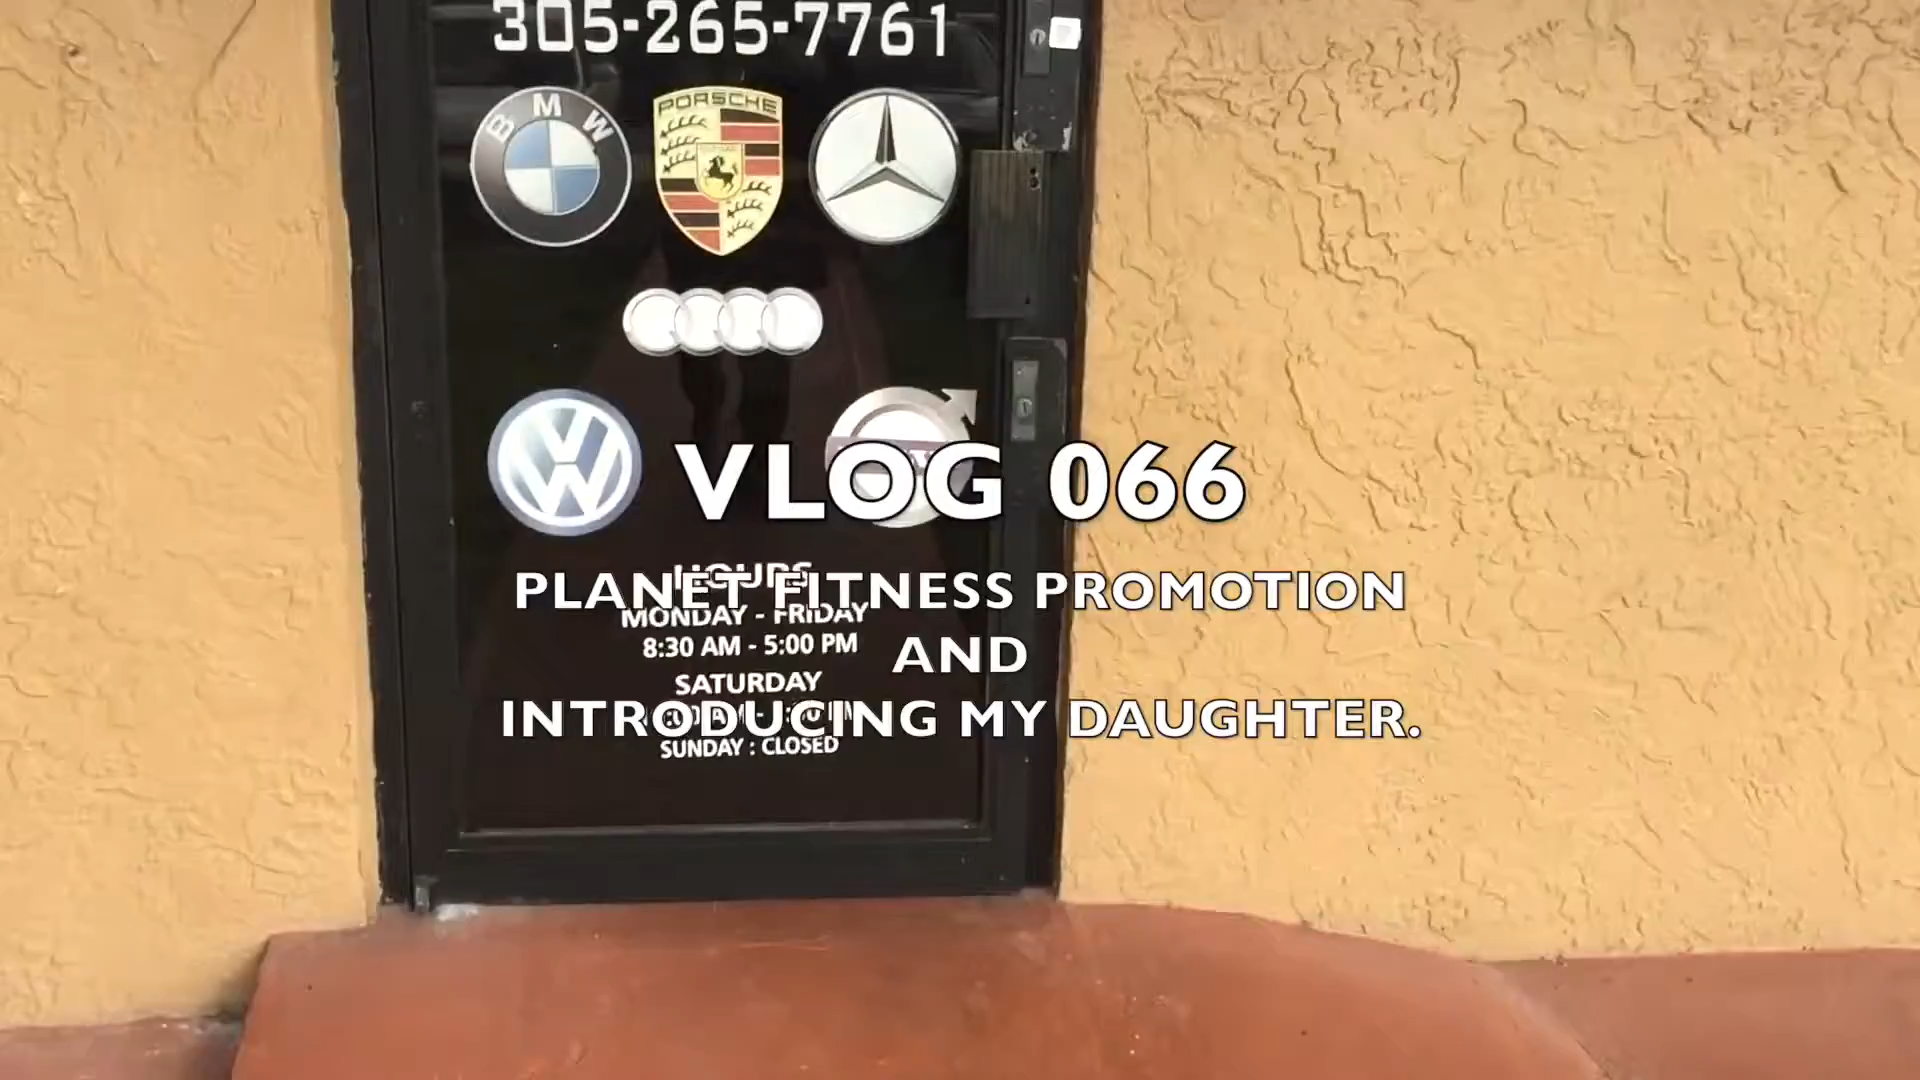 305-265-7761
BMW
PORSCHE
VLOG 066
HOURS
PLANET FITNESS PROMOTION
MONDAY - FRIDAY
8:30 AM - 5:00 PM
AND
SATURDAY
INTRODUCING MY DAUGHTER.
SUNDAY : CLOSED